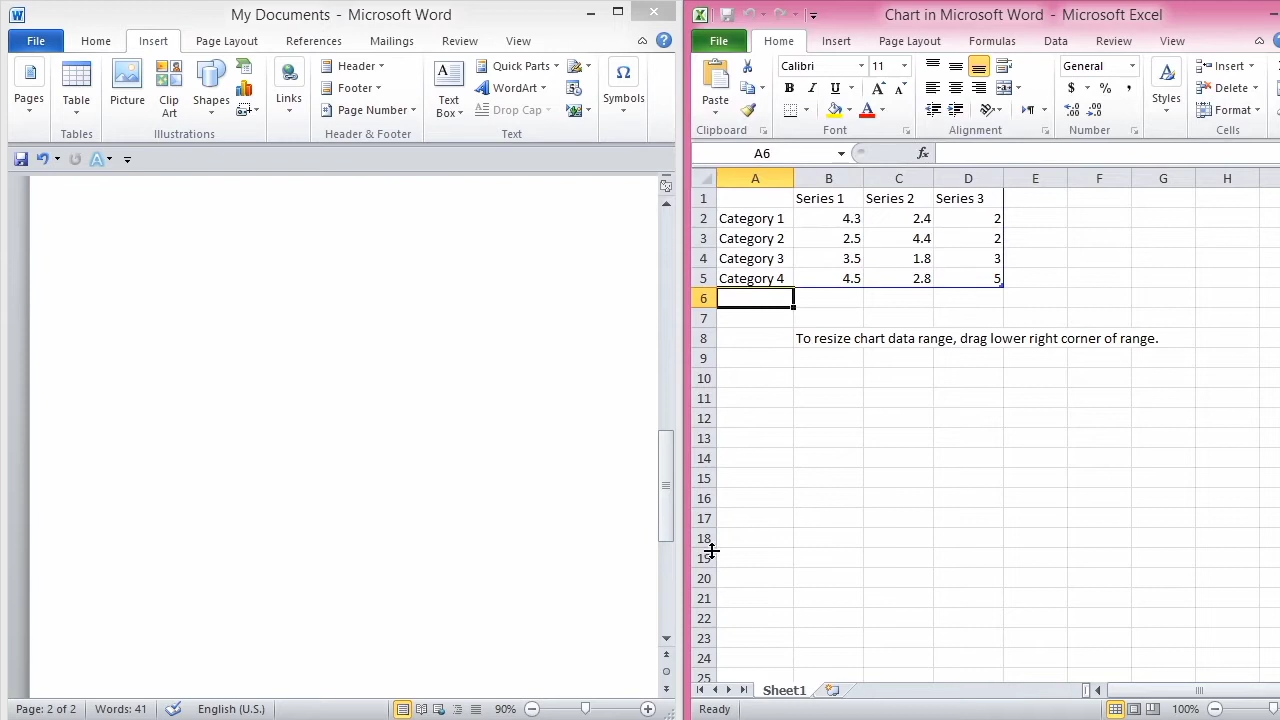 My Documents - Microsoft Word
File Home Insert Page Layout References Mailings Review View
Pages
Table
Picture
Clip Art
Shapes
Links
Header
Footer
Page Number
Text Box
Quick Parts
WordArt
Drop Cap
Symbols
Tables
Illustrations
Header & Footer
Text
Page: 2 of 2
Words: 41
English (U.S.)
90%
Chart in Microsoft Word - Microsoft Excel
File Home Insert Page Layout Formulas Data Review View
Paste
Calibri 11
B I U A A
General
$ % ,
Styles
Insert
Delete
Format
Clipboard
Font
Alignment
Number
Cells
A6 fx
A B C D E F G H
1 Series 1 Series 2 Series 3
2 Category 1 4.3 2.4 2
3 Category 2 2.5 4.4 2
4 Category 3 3.5 1.8 3
5 Category 4 4.5 2.8 5
6
7
8 To resize chart data range, drag lower right corner of range.
9
10
11
12
13
14
15
16
17
18
19
20
21
22
23
24
25
Sheet1
Ready
100%